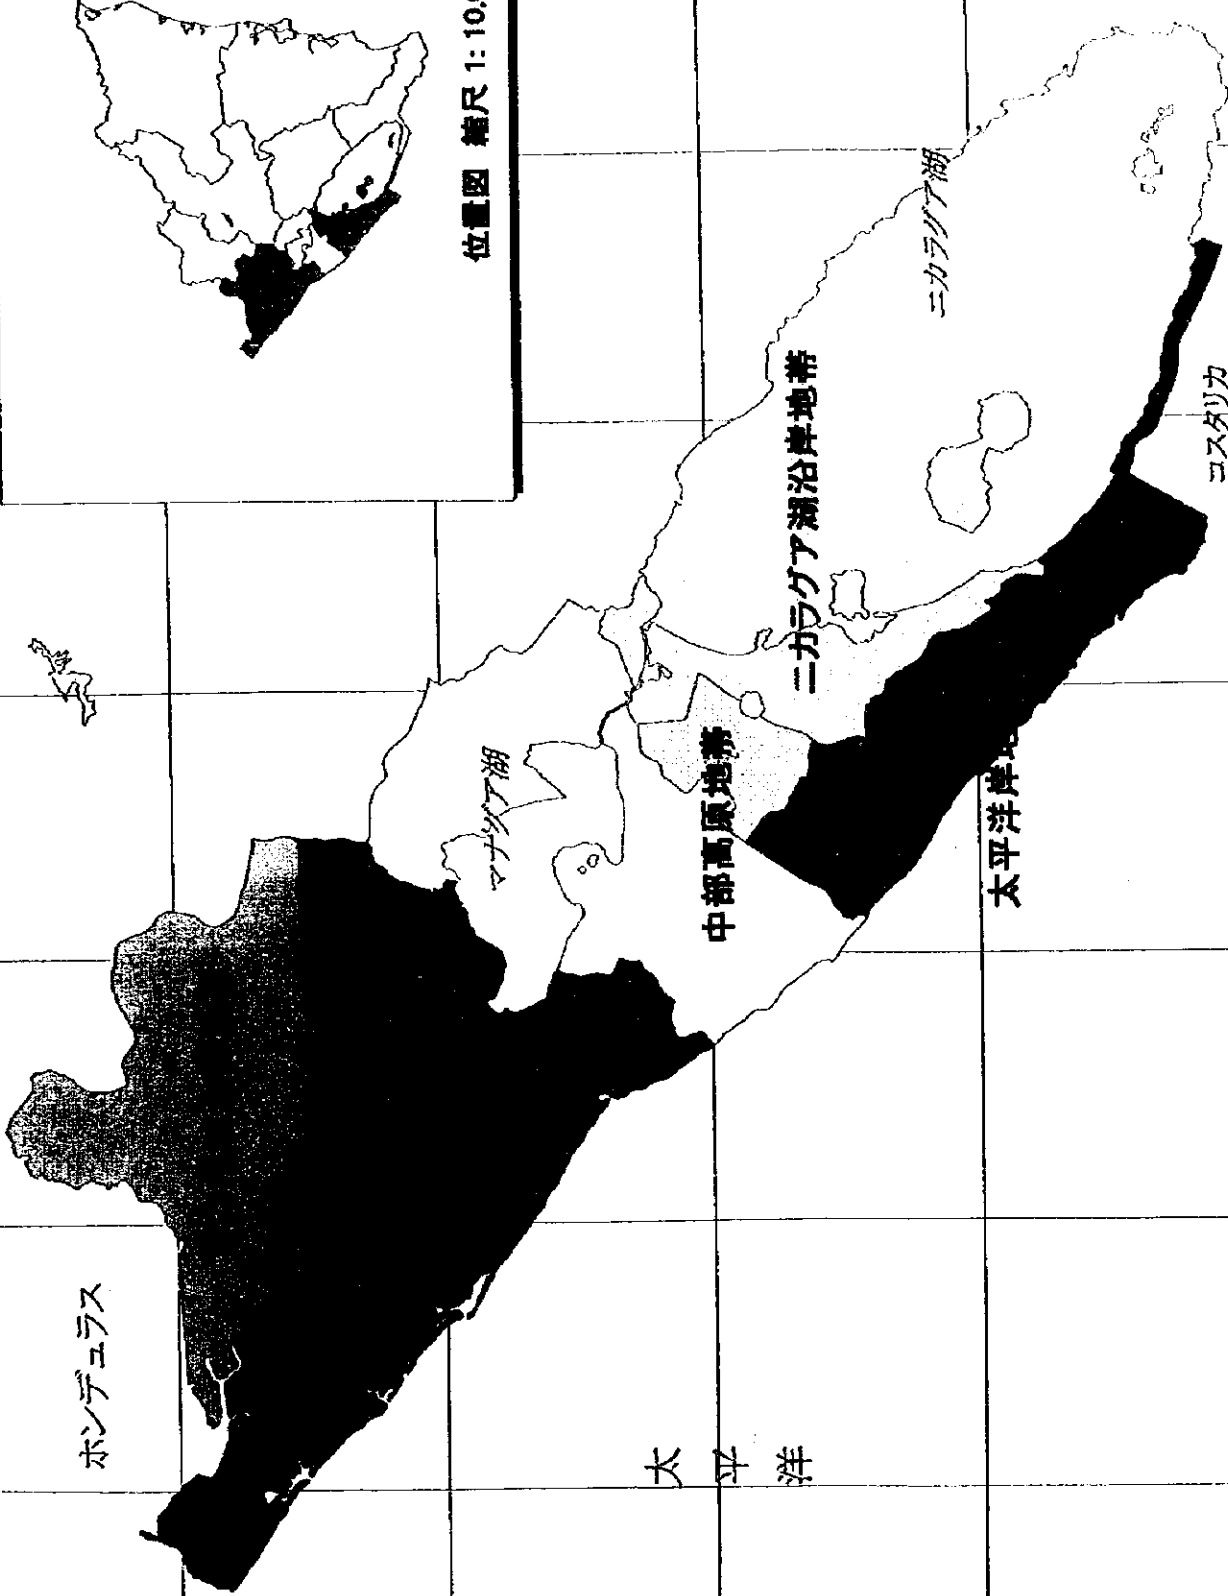 位置図 縮尺 1: 10,
ホンデュラス
マナグア湖
ニカラグア湖
ニカラグア湖沿岸地帯
中部高原地帯
太平洋岸地
太平洋
コスタリカ